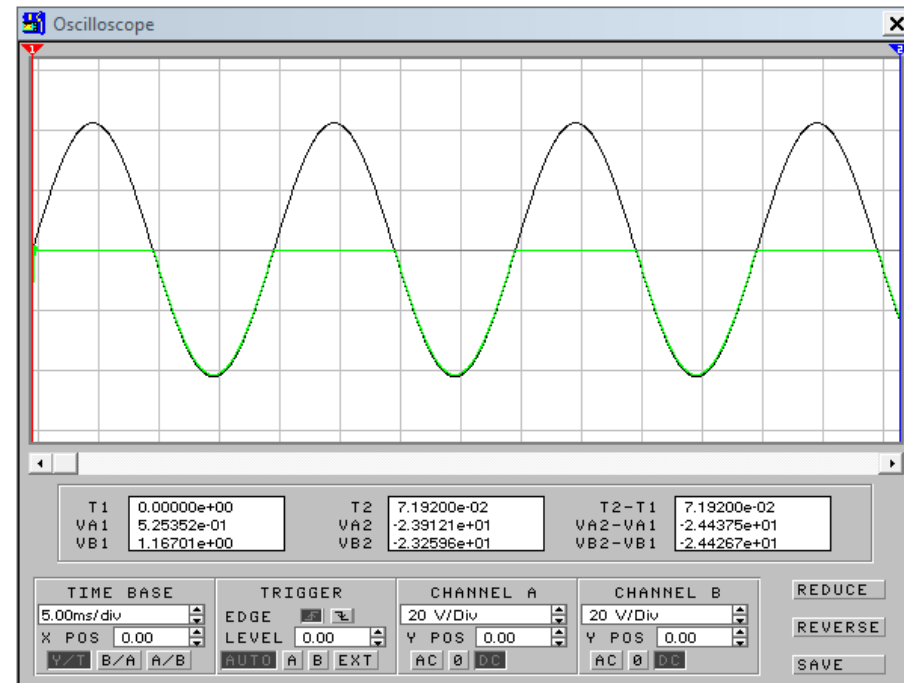 Oscilloscope
1
2
T1 0.00000e+00 T2 7.19200e-02 T2-T1 7.19200e-02
VA1 5.25352e-01 VA2 -2.39121e+01 VA2-VA1 -2.44375e+01
VB1 1.16701e+00 VB2 -2.32596e+01 VB2-VB1 -2.44267e+01
TIME BASE
5.00ms/div
X POS 0.00
Y/T B/A A/B
TRIGGER
EDGE
LEVEL 0.00
AUTO A B EXT
CHANNEL A
20 V/Div
Y POS 0.00
AC 0 DC
CHANNEL B
20 V/Div
Y POS 0.00
AC 0 DC
REDUCE
REVERSE
SAVE